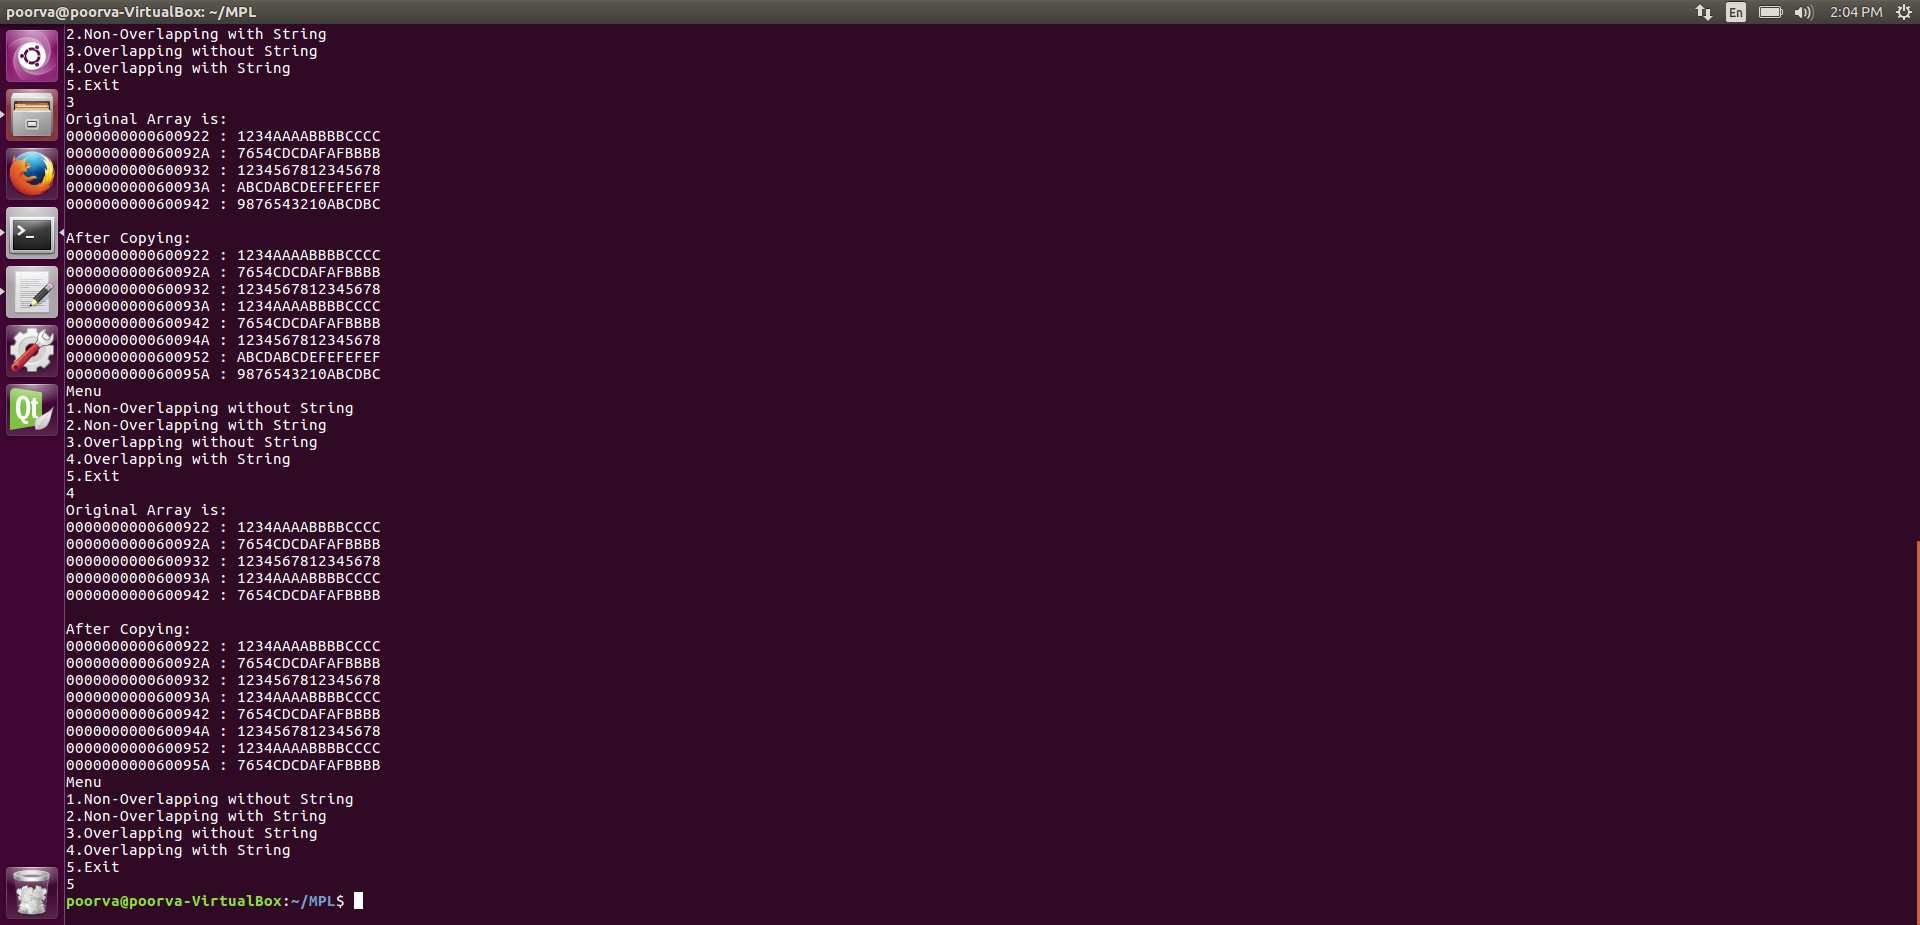 poorva@poorva-VirtualBox: ~/MPL
En
2:04 PM
2.Non-Overlapping with String
3.Overlapping without String
4.Overlapping with String
5.Exit
3
Original Array is:
0000000000600922 : 1234AAAABBBBCCCC
000000000060092A : 7654CDCDAFAFBBBB
0000000000600932 : 1234567812345678
000000000060093A : ABCDABCDEFEFEFEF
0000000000600942 : 9876543210ABCDBC
After Copying:
0000000000600922 : 1234AAAABBBBCCCC
000000000060092A : 7654CDCDAFAFBBBB
0000000000600932 : 1234567812345678
000000000060093A : 1234AAAABBBBCCCC
0000000000600942 : 7654CDCDAFAFBBBB
000000000060094A : 1234567812345678
0000000000600952 : ABCDABCDEFEFEFEF
000000000060095A : 9876543210ABCDBC
Menu
1.Non-Overlapping without String
2.Non-Overlapping with String
3.Overlapping without String
4.Overlapping with String
5.Exit
4
Original Array is:
0000000000600922 : 1234AAAABBBBCCCC
000000000060092A : 7654CDCDAFAFBBBB
0000000000600932 : 1234567812345678
000000000060093A : 1234AAAABBBBCCCC
0000000000600942 : 7654CDCDAFAFBBBB
After Copying:
0000000000600922 : 1234AAAABBBBCCCC
000000000060092A : 7654CDCDAFAFBBBB
0000000000600932 : 1234567812345678
000000000060093A : 1234AAAABBBBCCCC
0000000000600942 : 7654CDCDAFAFBBBB
000000000060094A : 1234567812345678
0000000000600952 : 1234AAAABBBBCCCC
000000000060095A : 7654CDCDAFAFBBBB
Menu
1.Non-Overlapping without String
2.Non-Overlapping with String
3.Overlapping without String
4.Overlapping with String
5.Exit
5
poorva@poorva-VirtualBox:~/MPL$
Qt